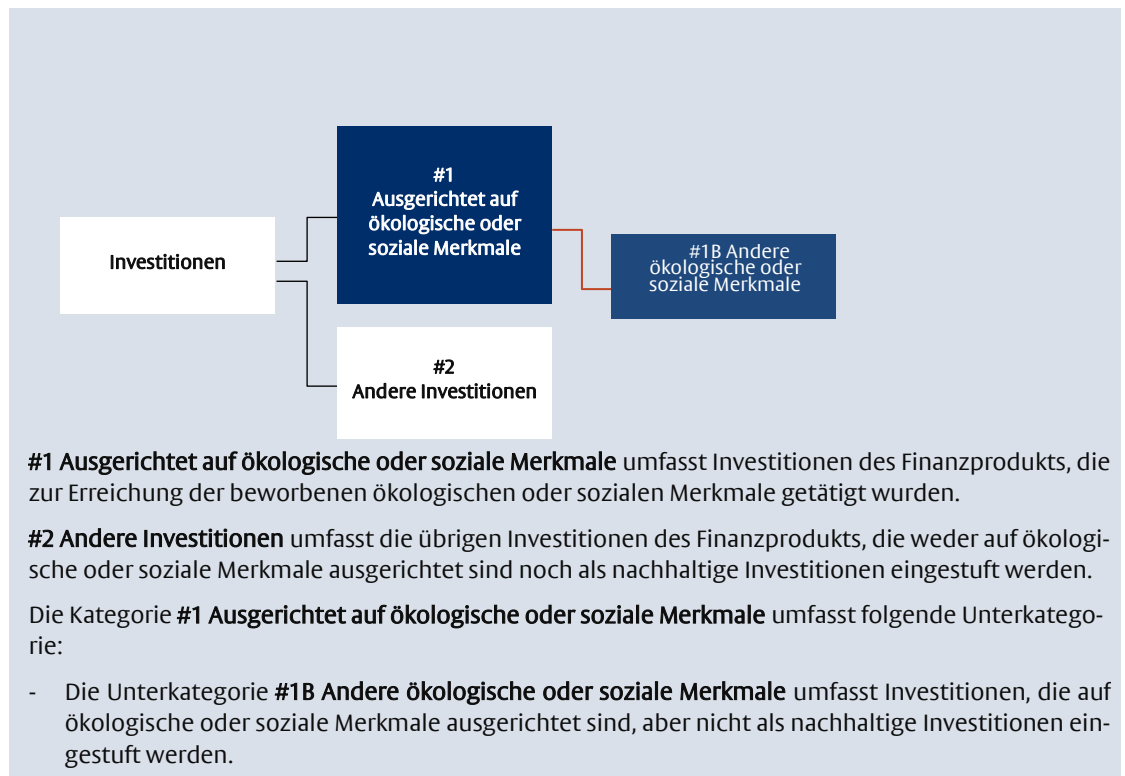 #1
Ausgerichtet auf
ökologische oder
soziale Merkmale
Investitionen
#1B Andere
ökologische oder
soziale Merkmale
#2
Andere Investitionen
#1 Ausgerichtet auf ökologische oder soziale Merkmale umfasst Investitionen des Finanzprodukts, die
zur Erreichung der beworbenen ökologischen oder sozialen Merkmale getätigt wurden.
#2 Andere Investitionen umfasst die übrigen Investitionen des Finanzprodukts, die weder auf ökologi-
sche oder soziale Merkmale ausgerichtet sind noch als nachhaltige Investitionen eingestuft werden.
Die Kategorie #1 Ausgerichtet auf ökologische oder soziale Merkmale umfasst folgende Unterkatego-
rie:
- Die Unterkategorie #1B Andere ökologische oder soziale Merkmale umfasst Investitionen, die auf
ökologische oder soziale Merkmale ausgerichtet sind, aber nicht als nachhaltige Investitionen ein-
gestuft werden.